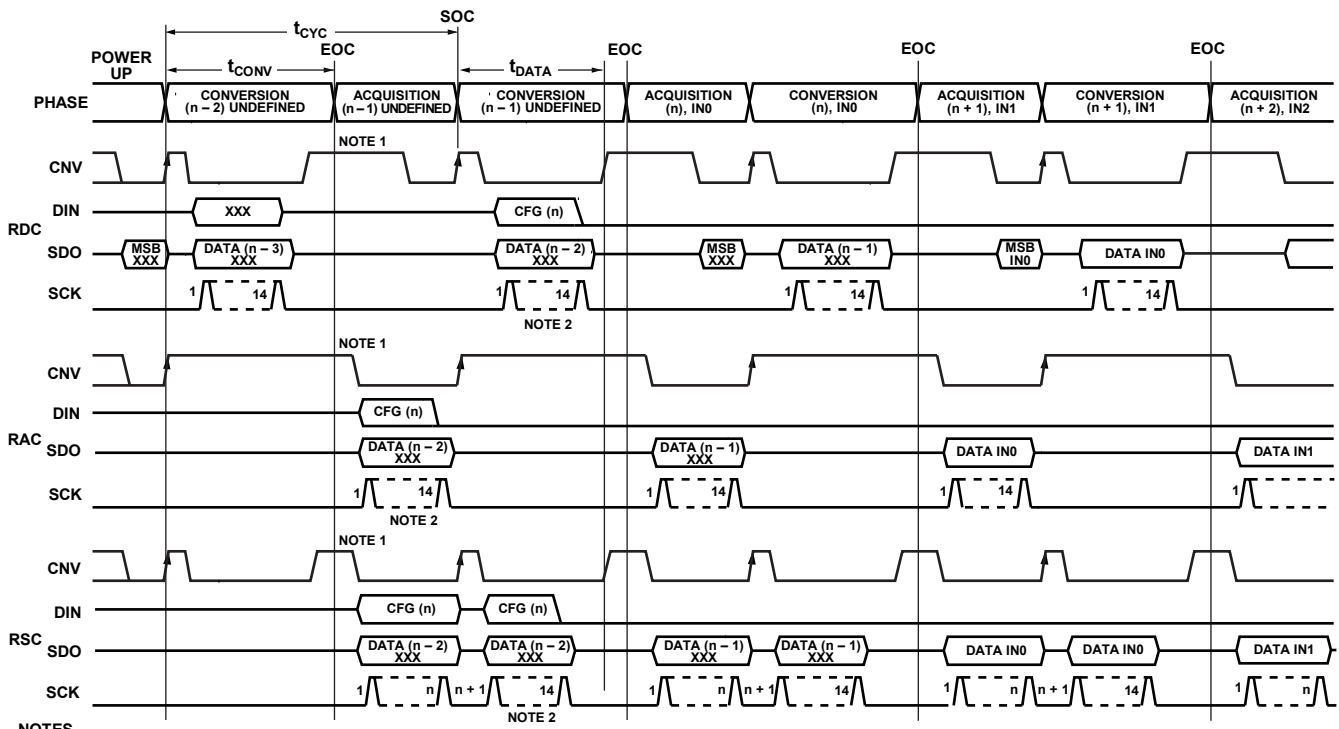 SOC
tCYC
POWER UP
EOC
EOC
EOC
EOC
tCONV
tDATA
PHASE
CONVERSION (n – 2) UNDEFINED
ACQUISITION (n – 1) UNDEFINED
CONVERSION (n – 1) UNDEFINED
ACQUISITION (n), IN0
CONVERSION (n), IN0
ACQUISITION (n + 1), IN1
CONVERSION (n + 1), IN1
ACQUISITION (n + 2), IN2
NOTE 1
CNV
RDC
DIN
XXX
CFG (n)
SDO
MSB XXX
DATA (n – 3) XXX
DATA (n – 2) XXX
MSB XXX
DATA (n – 1) XXX
MSB IN0
DATA IN0
SCK
1 14
1 14
1 14
1 14
NOTE 2
NOTE 1
CNV
DIN
CFG (n)
RAC
SDO
DATA (n – 2) XXX
DATA (n – 1) XXX
DATA IN0
DATA IN1
SCK
1 14
1 14
1 14
1
NOTE 2
NOTE 1
CNV
DIN
CFG (n)
CFG (n)
RSC
SDO
DATA (n – 2) XXX
DATA (n – 2) XXX
DATA (n – 1) XXX
DATA (n – 1) XXX
DATA IN0
DATA IN0
DATA IN1
SCK
1 n n + 1 14
1 n n + 1 14
1 n n + 1 14
1 n
NOTE 2
NOTES